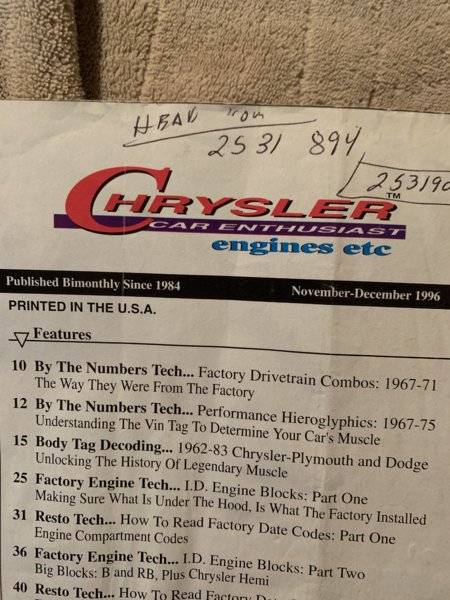 HEAD
2531 894
CHRYSLER
TM
CAR ENTHUSIAST
engines etc
Published Bimonthly Since 1984
November-December 1996
PRINTED IN THE U.S.A.
Features
10 By The Numbers Tech... Factory Drivetrain Combos: 1967-71
The Way They Were From The Factory
12 By The Numbers Tech... Performance Hieroglyphics: 1967-75
Understanding The Vin Tag To Determine Your Car's Muscle
15 Body Tag Decoding... 1962-83 Chrysler-Plymouth and Dodge
Unlocking The History Of Legendary Muscle
25 Factory Engine Tech... I.D. Engine Blocks: Part One
Making Sure What Is Under The Hood, Is What The Factory Installed
31 Resto Tech... How To Read Factory Date Codes: Part One
Engine Compartment Codes
36 Factory Engine Tech... I.D. Engine Blocks: Part Two
Big Blocks: B and RB, Plus Chrysler Hemi
40 Resto Tech... How To Read Factory